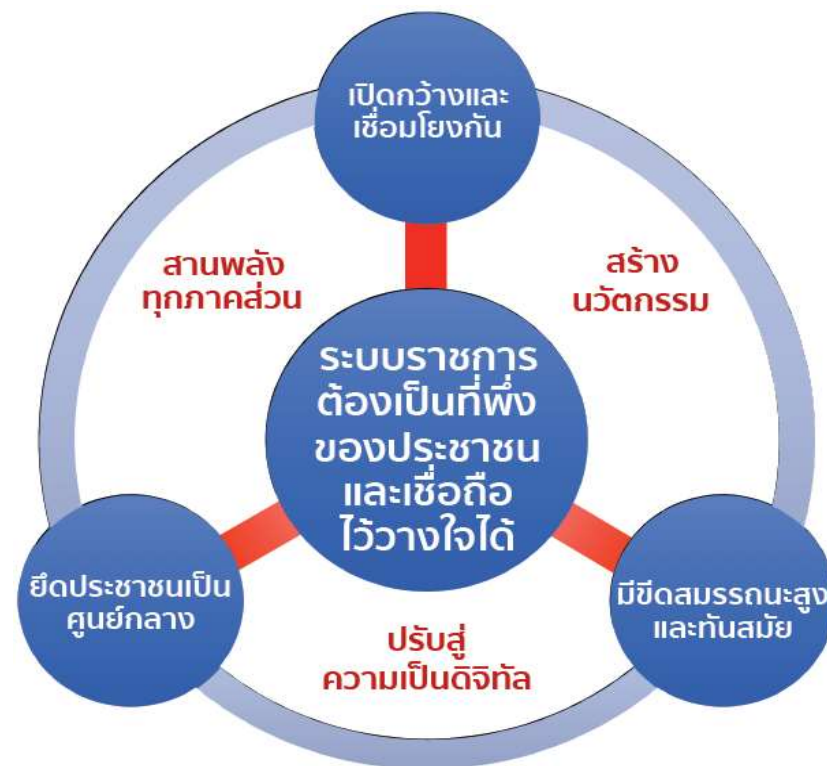 เปิดกว้างและ
เชื่อมโยงกัน
สานพลัง
ทุกภาคส่วน
สร้าง
นวัตกรรม
ระบบราชการ
ต้องเป็นที่พึ่ง
ของประชาชน
และเชื่อถือ
ไว้วางใจได้
ยึดประชาชนเป็น
ศูนย์กลาง
มีขีดสมรรถนะสูง
และทันสมัย
ปรับสู่
ความเป็นดิจิทัล